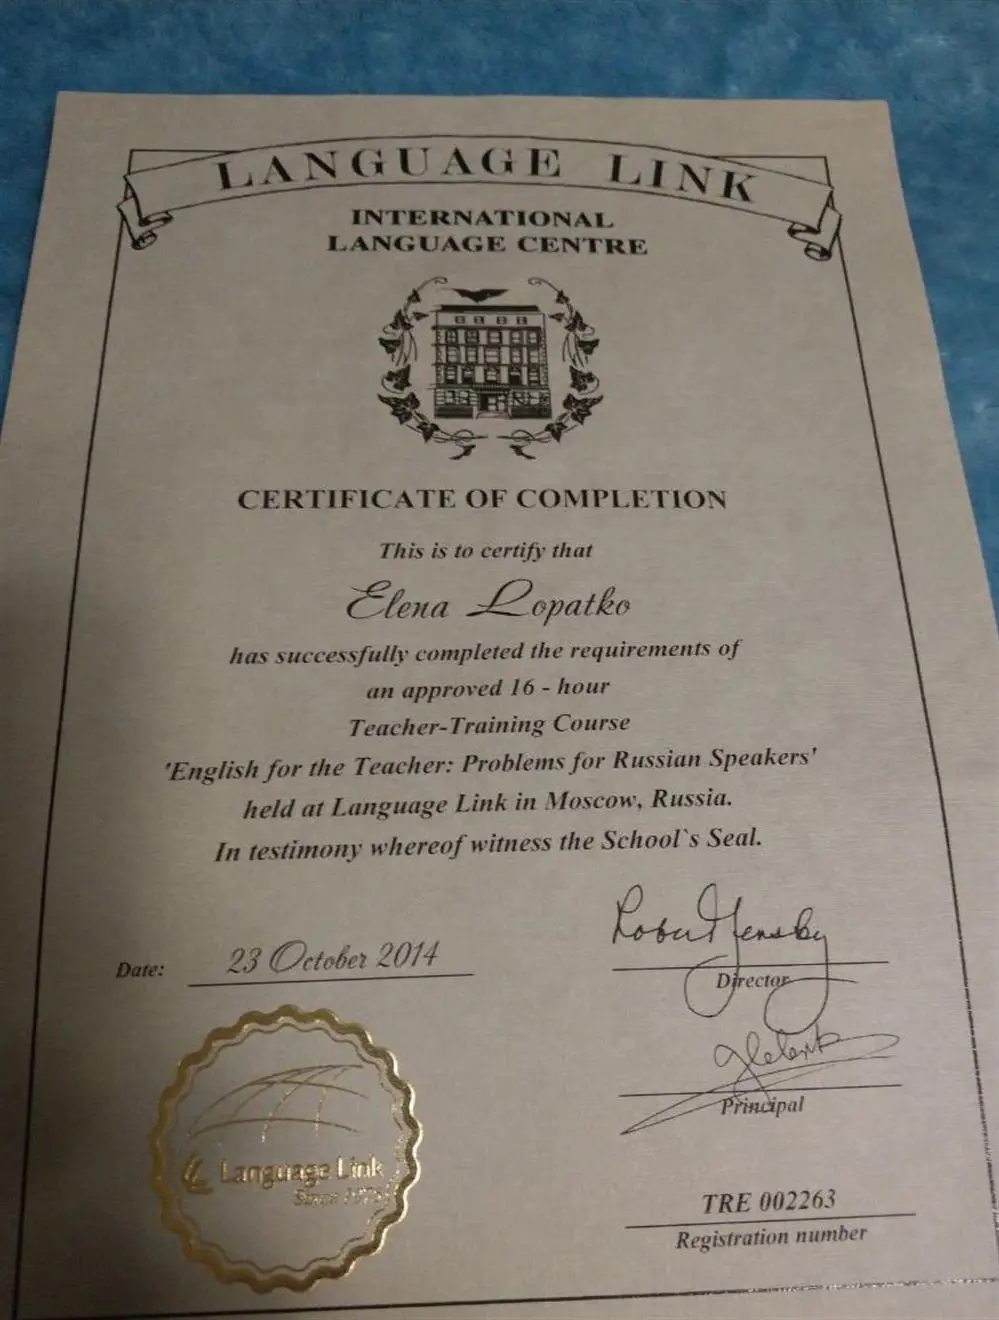 LANGUAGE LINK
INTERNATIONAL
LANGUAGE CENTRE
CERTIFICATE OF COMPLETION
This is to certify that
Elena Lopatko
has successfully completed the requirements of
an approved 16 - hour
Teacher-Training Course
'English for the Teacher: Problems for Russian Speakers'
held at Language Link in Moscow, Russia.
In testimony whereof witness the School`s Seal.
Date: 23 October 2014
Director
Principal
Language Link
Since
TRE 002263
Registration number